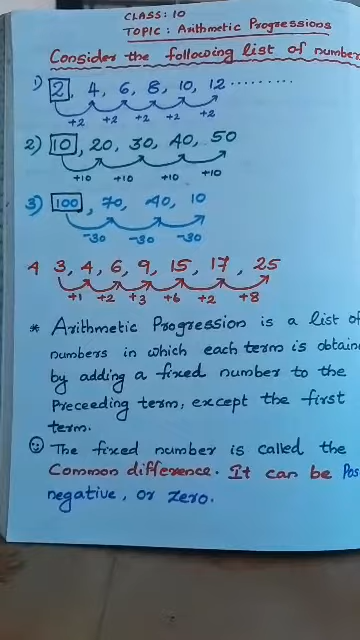 CLASS: 10
TOPIC: Arithmetic Progressions
Consider the following list of number
1) 2, 4, 6, 8, 10, 12 .........
+2 +2 +2 +2 +2
2) 10, 20, 30, 40, 50
+10 +10 +10 +10
3) 100, 70, 40, 10
-30 -30 -30
4 3, 4, 6, 9, 15, 17, 25
+1 +2 +3 +6 +2 +8
* Arithmetic Progression is a list of
numbers in which each term is obtaine
by adding a fixed number to the
Preceeding term, except the first
term.
The fixed number is called the
Common difference. It can be Pos
negative, or zero.